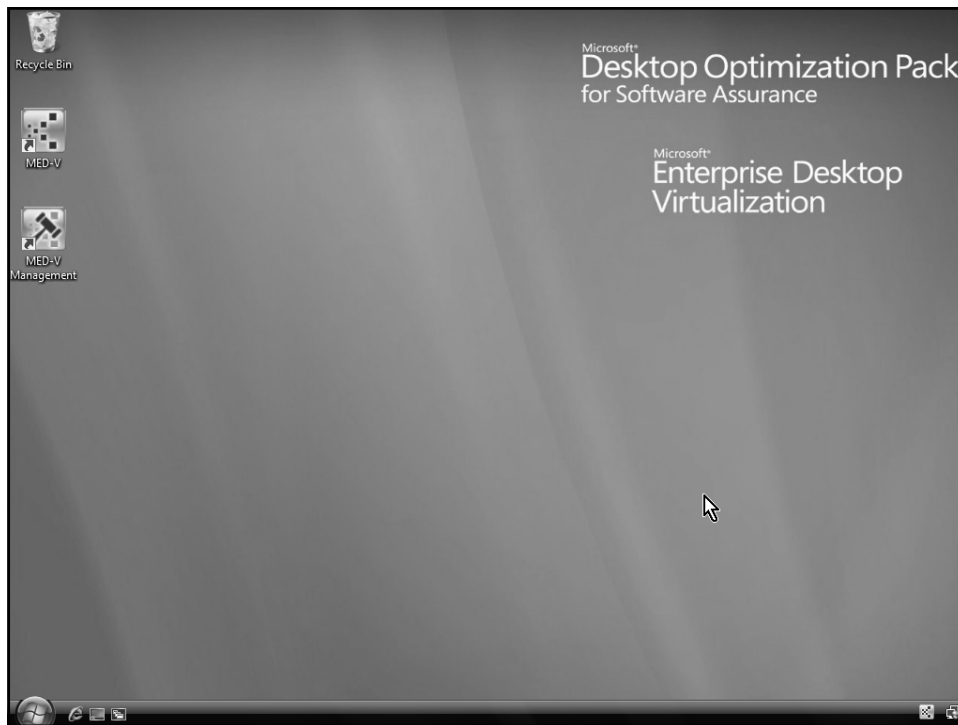 Recycle Bin
MED-V
MED-V
Management
Microsoft®
Desktop Optimization Pack
for Software Assurance
Microsoft®
Enterprise Desktop
Virtualization